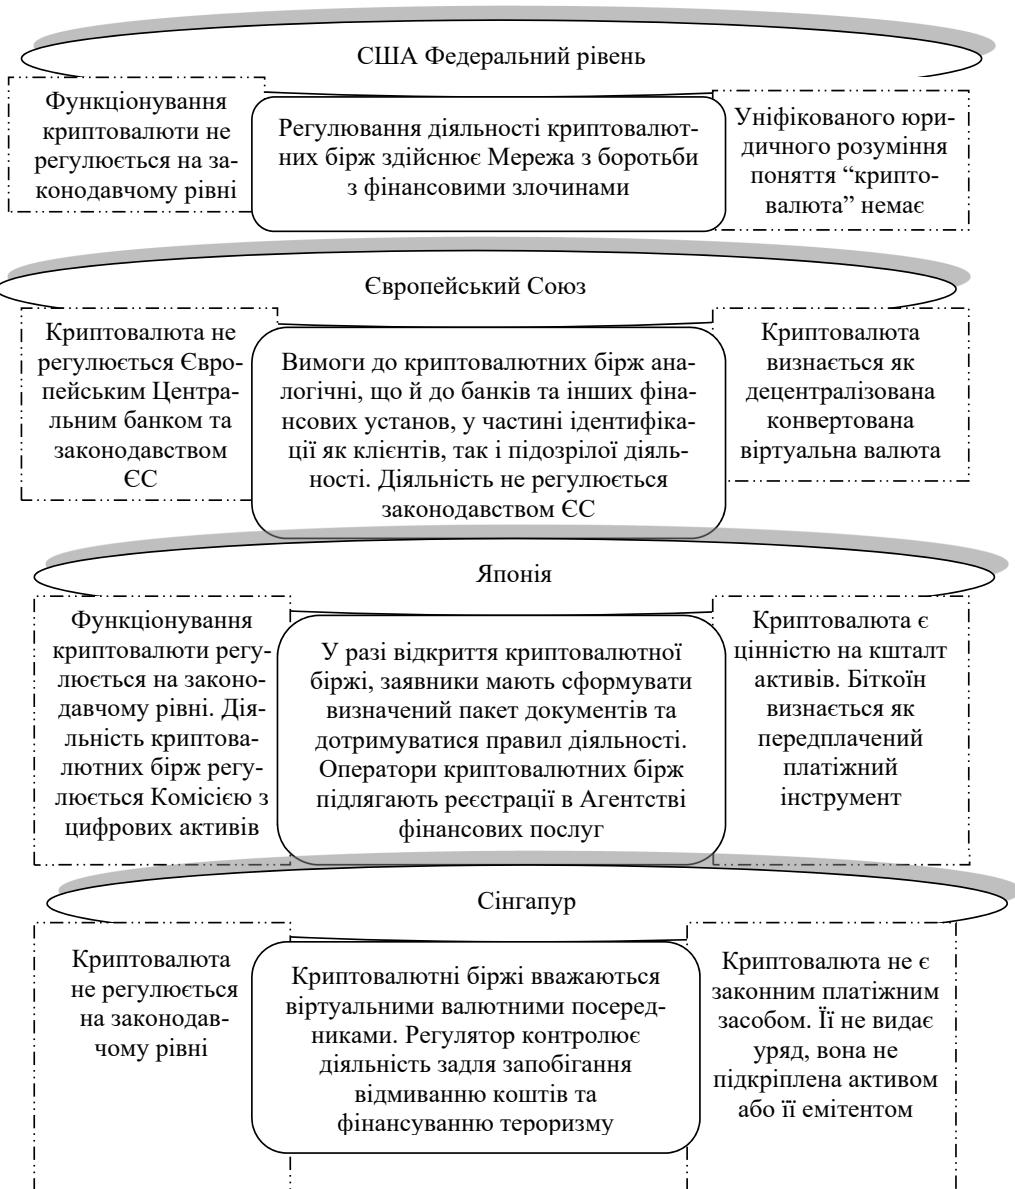 США Федеральний рівень
Функціонування
криптовалюти не
регулюється на за-
конодавчому рівні
Регулювання діяльності криптовалют-
них бірж здійснює Мережа з боротьби
з фінансовими злочинами
Уніфікованого юри-
дичного розуміння
поняття “крипто-
валюта” немає
Європейський Союз
Криптовалюта не
регулюється Євро-
пейським Центра-
льним банком та
законодавством
ЄС
Вимоги до криптовалютних бірж ана-
логічні, що й до банків та інших фіна-
нсових установ, у частині ідентифіка-
ції як клієнтів, так і підозрілої діяль-
ності. Діяльність не регулюється
законодавством ЄС
Криптовалюта
визнається як
децентралізована
конвертована
віртуальна валюта
Японія
Функціонування
криптовалюти регу-
люється на законо-
давчому рівні. Дія-
льність криптова-
лютних бірж регу-
люється Комісією з
цифрових активів
У разі відкриття криптовалютної
біржі, заявники мають сформувати
визначений пакет документів та
дотримуватися правил діяльності.
Оператори криптовалютних бірж
підлягають реєстрації в Агентстві
фінансових послуг
Криптовалюта є
цінністю на кшталт
активів. Біткоїн
визнається як
передплачений
платіжний
інструмент
Сінгапур
Криптовалюта
не регулюється
на законодав-
чому рівні
Криптовалютні біржі вважаються
віртуальними валютними посеред-
никами. Регулятор контролює
діяльність задля запобігання
відмиванню коштів та
фінансуванню тероризму
Криптовалюта не є
законним платіжним
засобом. Її не видає
уряд, вона не
підкріплена активом
або її емітентом